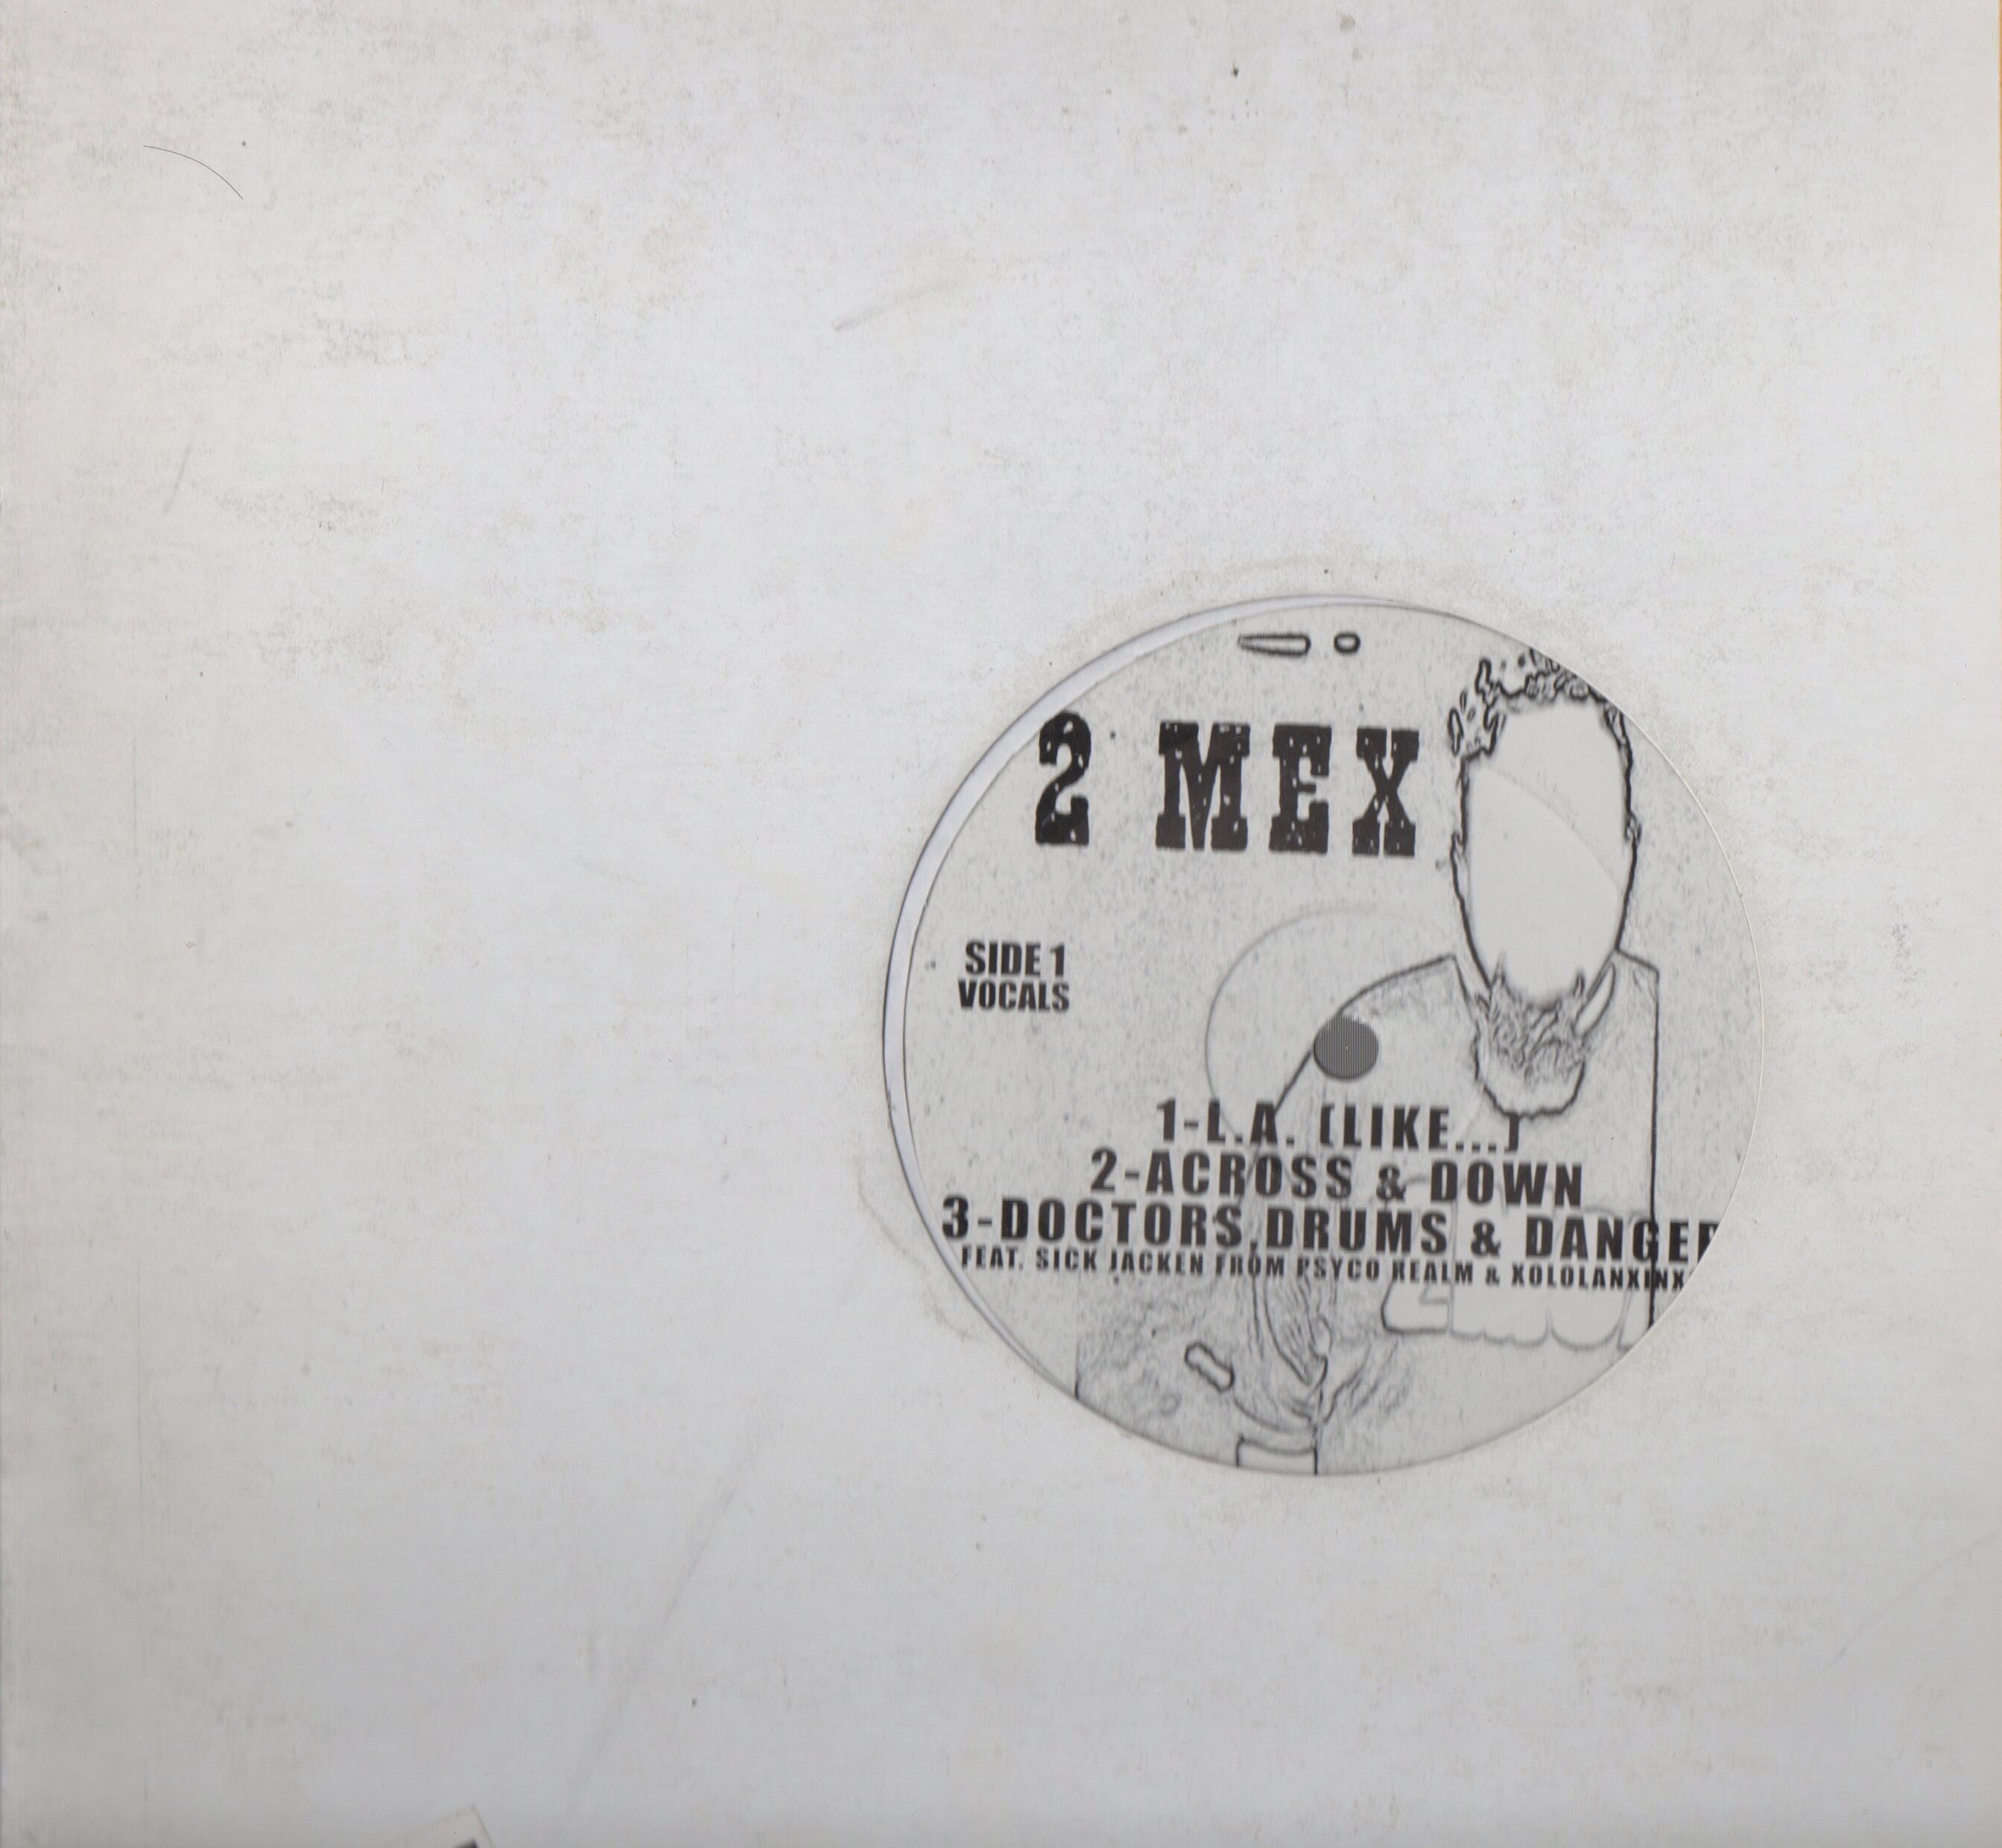 2 MEX
SIDE 1
VOCALS
1-L.A. (LIKE...)
2-ACROSS & DOWN
3-DOCTORS,DRUMS & DANGER
FEAT. SICK JACKEN FROM PSYCO REALM & XOLOLANXINX